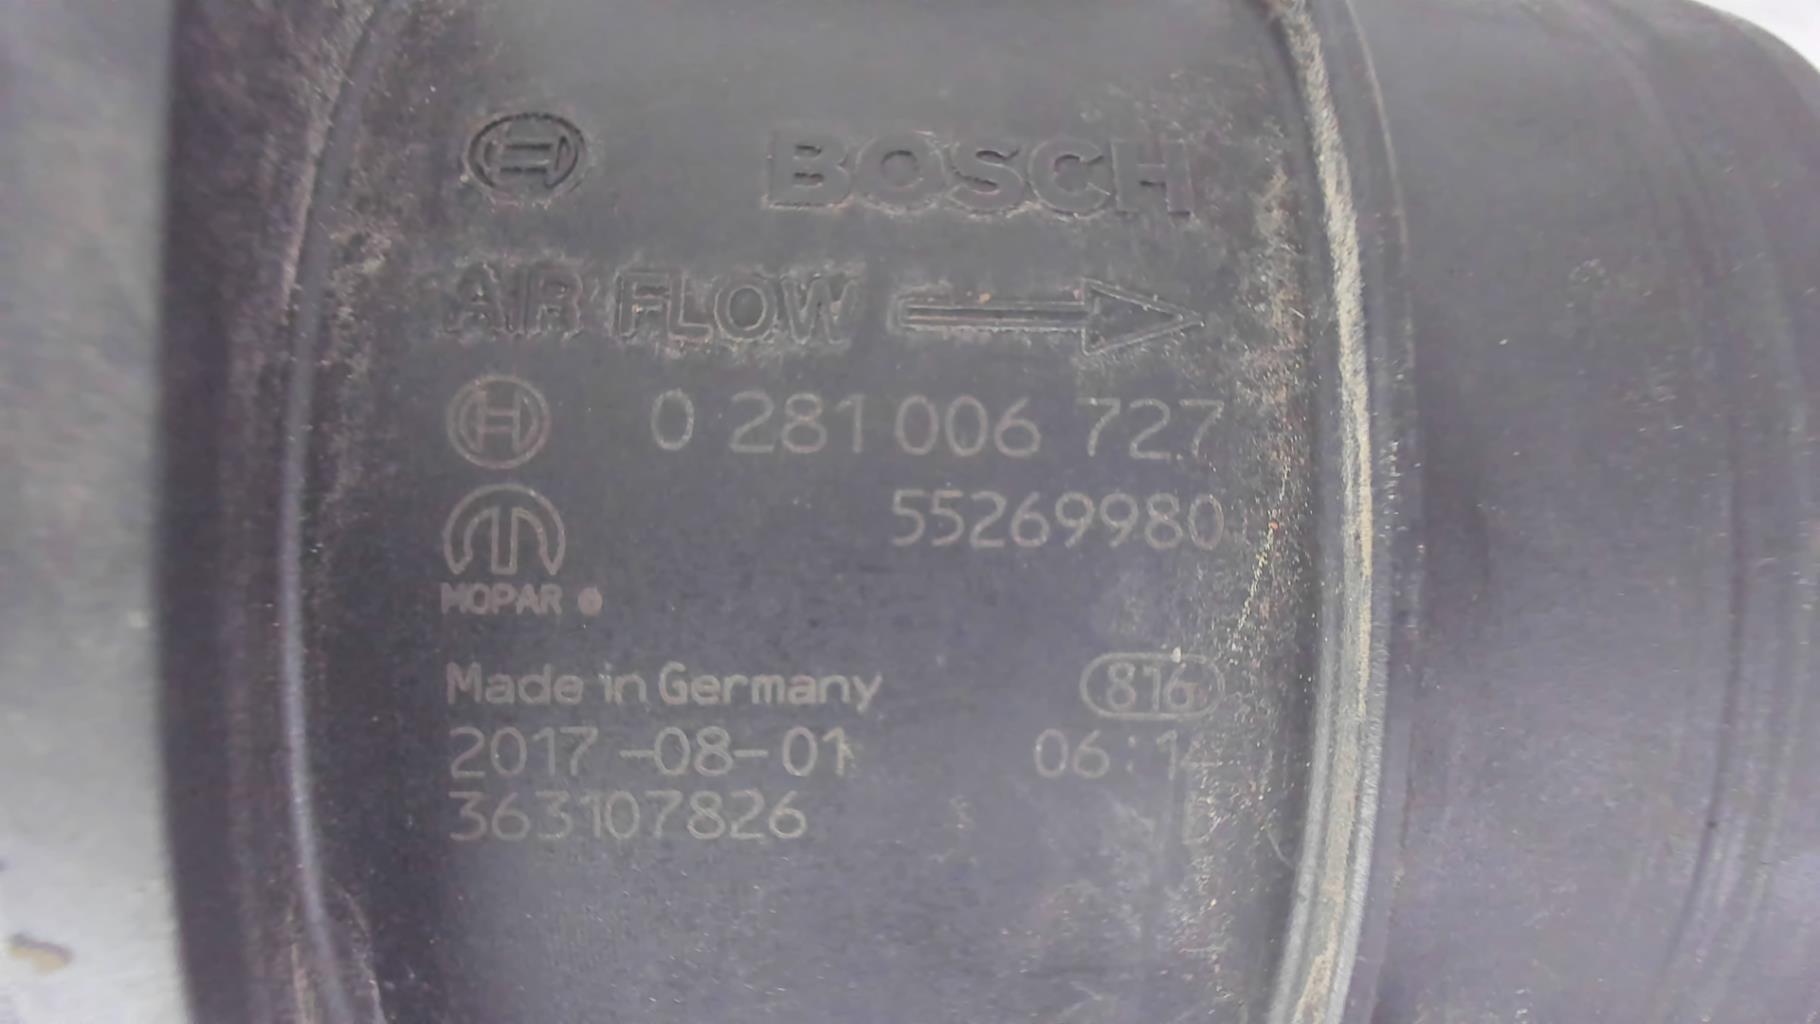 BOSCH
AIR FLOW
0 281 006 727
55269980
MOPAR
Made in Germany 816
2017-08-01 06:14
363107826